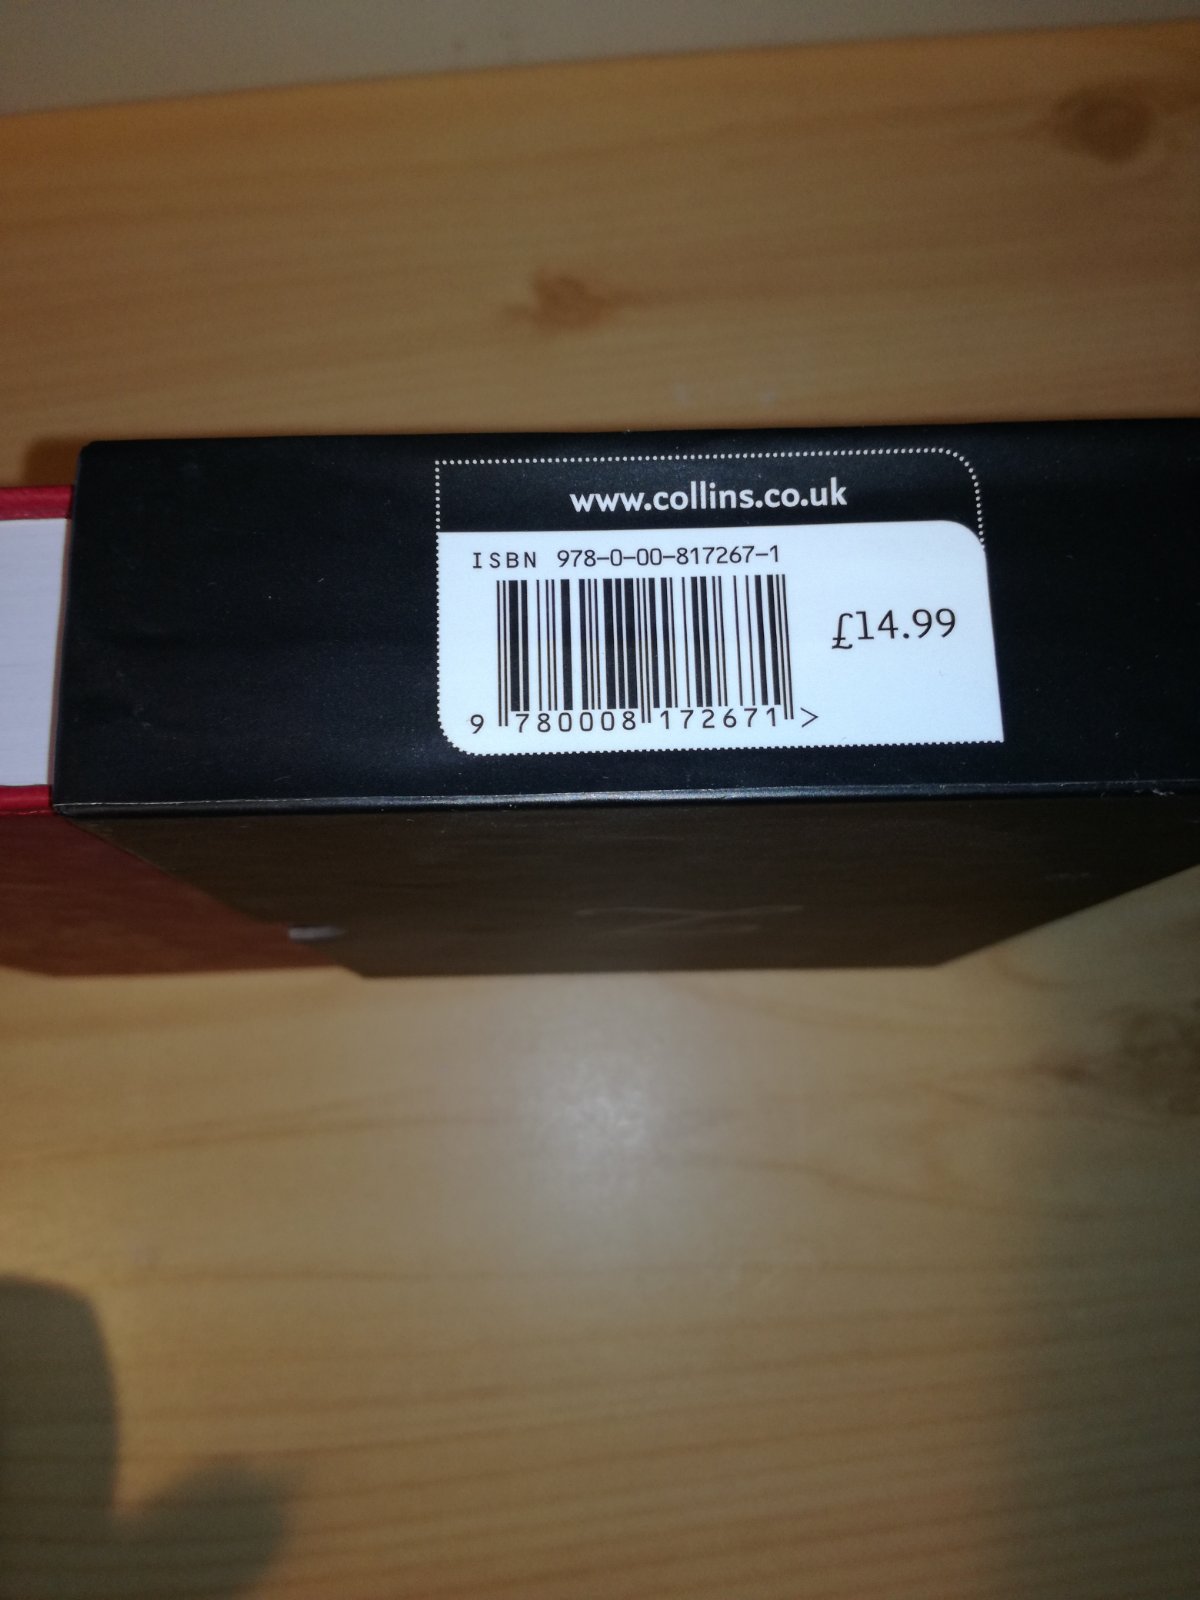 www.collins.co.uk
ISBN 978-0-00-817267-1
£14.99
9 780008 172671 >